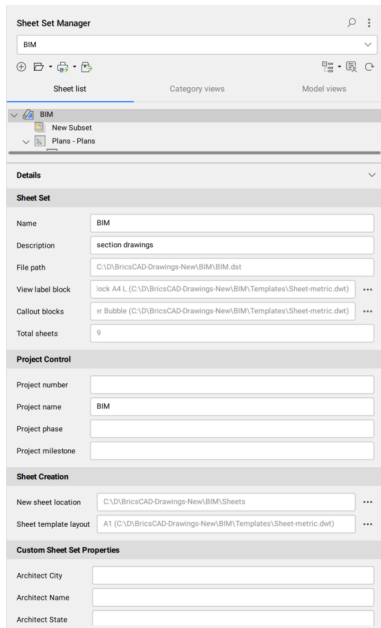 Sheet Set Manager
BIM
Sheet list Category views Model views
BIM
New Subset
Plans - Plans
Details
Sheet Set
Name BIM
Description section drawings
File path C:\D\BricsCAD-Drawings-New\BIM\BIM.dst
View label block lock A4 L (C:\D\BricsCAD-Drawings-New\BIM\Templates\Sheet-metric.dwt)
Callout blocks Bubble (C:\D\BricsCAD-Drawings-New\BIM\Templates\Sheet-metric.dwt)
Total sheets 9
Project Control
Project number
Project name BIM
Project phase
Project milestone
Sheet Creation
New sheet location C:\D\BricsCAD-Drawings-New\BIM\Sheets
Sheet template layout A1 (C:\D\BricsCAD-Drawings-New\BIM\Templates\Sheet-metric.dwt)
Custom Sheet Set Properties
Architect City
Architect Name
Architect State